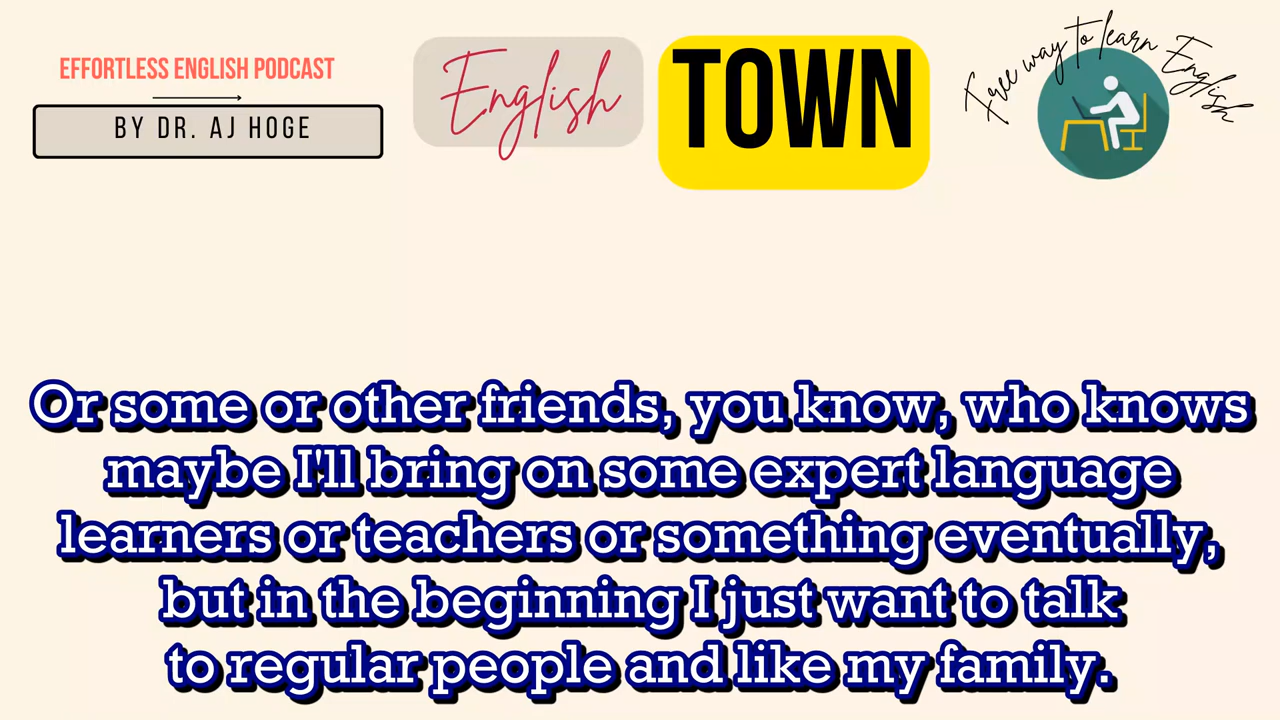 EFFORTLESS ENGLISH PODCAST
BY DR. AJ HOGE
English
TOWN
Free way to learn English
Or some or other friends, you know, who knows
maybe I'll bring on some expert language
learners or teachers or something eventually,
but in the beginning I just want to talk
to regular people and like my family.